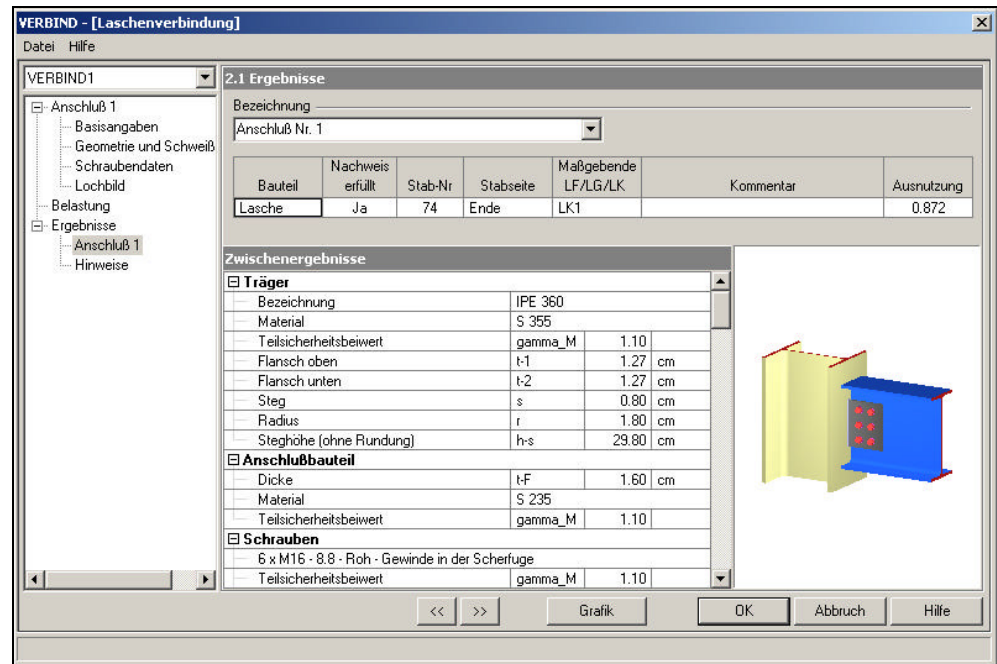 VERBIND - [Laschenverbindung]
Datei Hilfe
VERBIND1
Anschluß 1
Basisangaben
Geometrie und Schweiß
Schraubendaten
Lochbild
Belastung
Ergebnisse
Anschluß 1
Hinweise
2.1 Ergebnisse
Bezeichnung
Anschluß Nr. 1
Bauteil Nachweis erfüllt Stab-Nr Stabseite Maßgebende LF/LG/LK Kommentar Ausnutzung
Lasche Ja 74 Ende LK1 0.872
Zwischenergebnisse
Träger
Bezeichnung IPE 360
Material S 355
Teilsicherheitsbeiwert gamma_M 1.10
Flansch oben t-1 1.27 cm
Flansch unten t-2 1.27 cm
Steg s 0.80 cm
Radius r 1.80 cm
Steghöhe (ohne Rundung) h-s 29.80 cm
Anschlußbauteil
Dicke t-F 1.60 cm
Material S 235
Teilsicherheitsbeiwert gamma_M 1.10
Schrauben
6 x M16 - 8.8 - Roh - Gewinde in der Scherfuge
Teilsicherheitsbeiwert gamma_M 1.10
<< >> Grafik OK Abbruch Hilfe